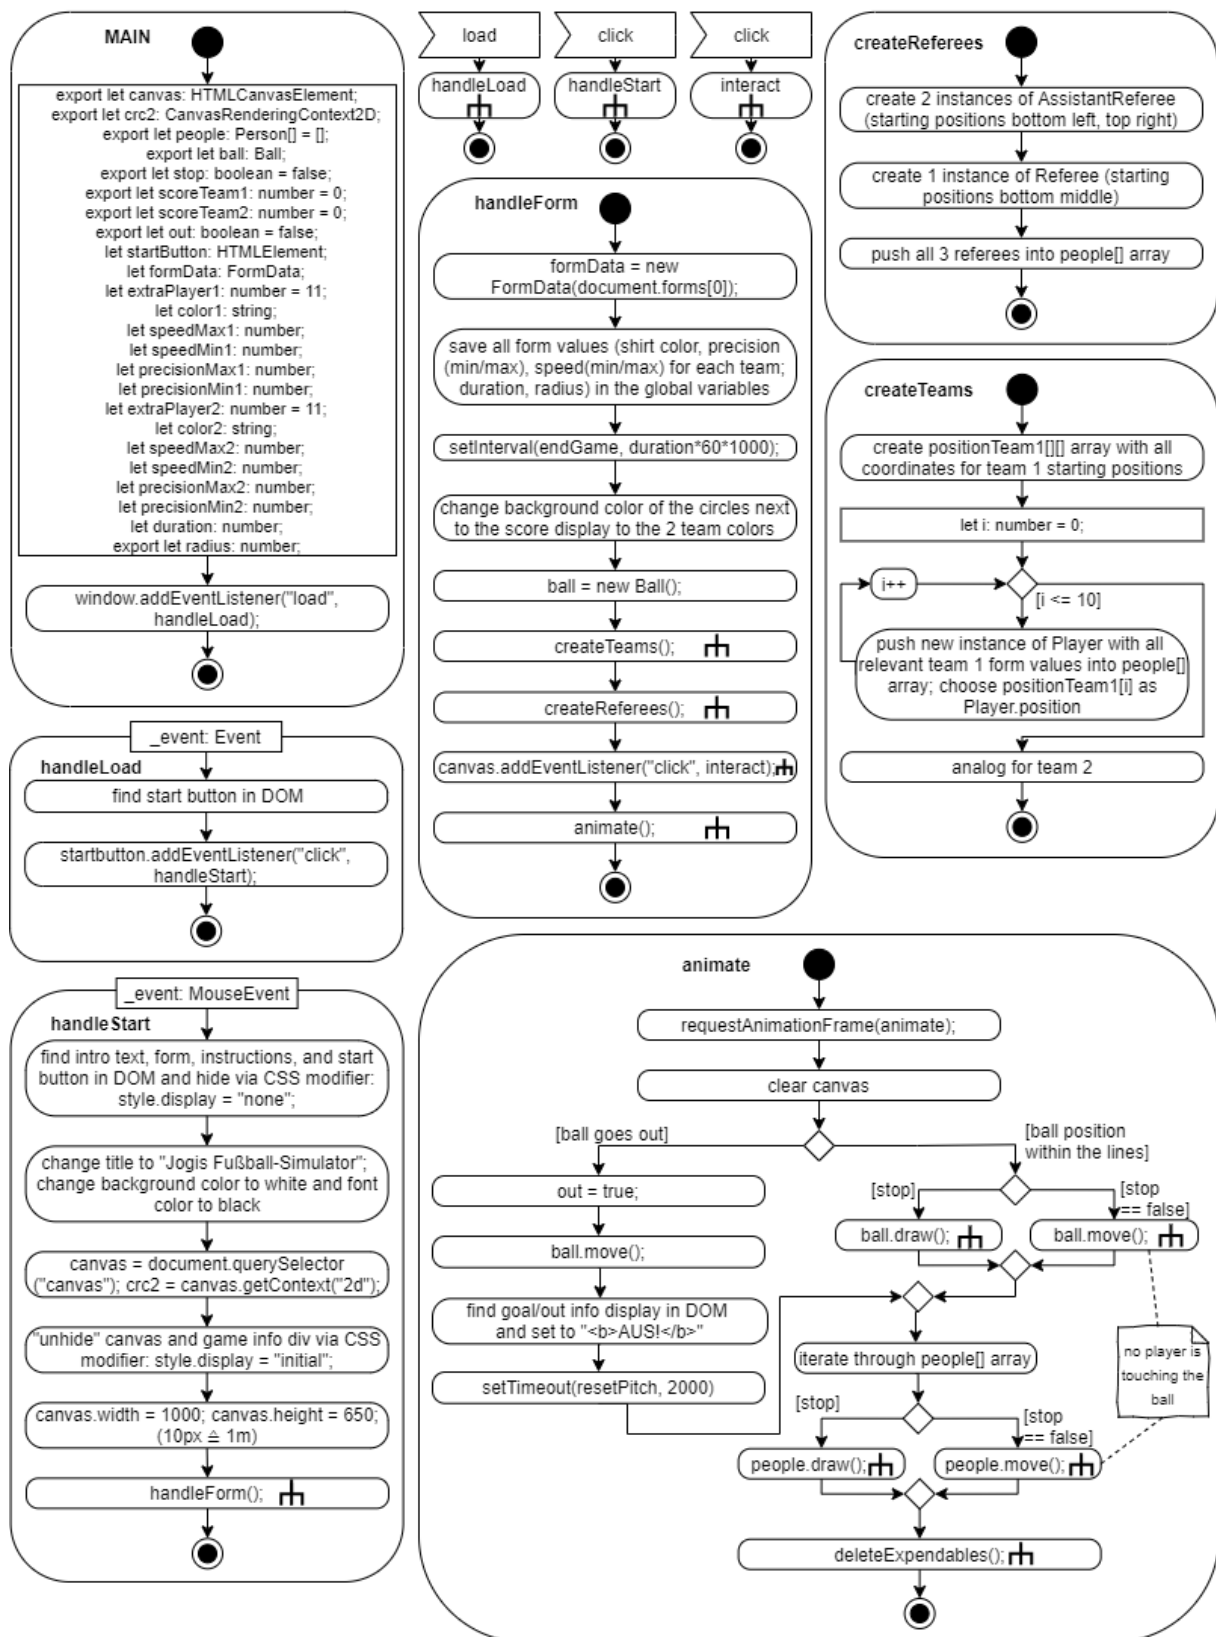 MAIN
export let canvas: HTMLCanvasElement;
export let crc2: CanvasRenderingContext2D;
export let people: Person[] = [];
export let ball: Ball;
export let stop: boolean = false;
export let scoreTeam1: number = 0;
export let scoreTeam2: number = 0;
export let out: boolean = false;
let startButton: HTMLElement;
let formData: FormData;
let extraPlayer1: number = 11;
let color1: string;
let speedMax1: number;
let speedMin1: number;
let precisionMax1: number;
let precisionMin1: number;
let extraPlayer2: number = 11;
let color2: string;
let speedMax2: number;
let speedMin2: number;
let precisionMax2: number;
let precisionMin2: number;
let duration: number;
export let radius: number;
window.addEventListener("load",
handleLoad);
_event: Event
handleLoad
find start button in DOM
startbutton.addEventListener("click",
handleStart);
_event: MouseEvent
handleStart
find intro text, form, instructions, and start
button in DOM and hide via CSS modifier:
style.display = "none";
change title to "Jogis Fußball-Simulator";
change background color to white and font
color to black
canvas = document.querySelector
("canvas"); crc2 = canvas.getContext("2d");
"unhide" canvas and game info div via CSS
modifier: style.display = "initial";
canvas.width = 1000; canvas.height = 650;
(10px ≙ 1m)
handleForm();
load
handleLoad
click
handleStart
click
interact
handleForm
formData = new
FormData(document.forms[0]);
save all form values (shirt color, precision
(min/max), speed(min/max) for each team;
duration, radius) in the global variables
setInterval(endGame, duration*60*1000);
change background color of the circles next
to the score display to the 2 team colors
ball = new Ball();
createTeams();
createReferees();
canvas.addEventListener("click", interact);
animate();
createReferees
create 2 instances of AssistantReferee
(starting positions bottom left, top right)
create 1 instance of Referee (starting
positions bottom middle)
push all 3 referees into people[] array
createTeams
create positionTeam1[][] array with all
coordinates for team 1 starting positions
let i: number = 0;
i++
[i <= 10]
push new instance of Player with all
relevant team 1 form values into people[]
array; choose positionTeam1[i] as
Player.position
analog for team 2
animate
requestAnimationFrame(animate);
clear canvas
[ball goes out]
[ball position
within the lines]
out = true;
ball.move();
find goal/out info display in DOM
and set to "<b>AUS!</b>"
setTimeout(resetPitch, 2000)
[stop]
[stop
== false]
ball.draw();
ball.move();
iterate through people[] array
no player is
touching the
ball
[stop]
[stop
== false]
people.draw();
people.move();
deleteExpendables();